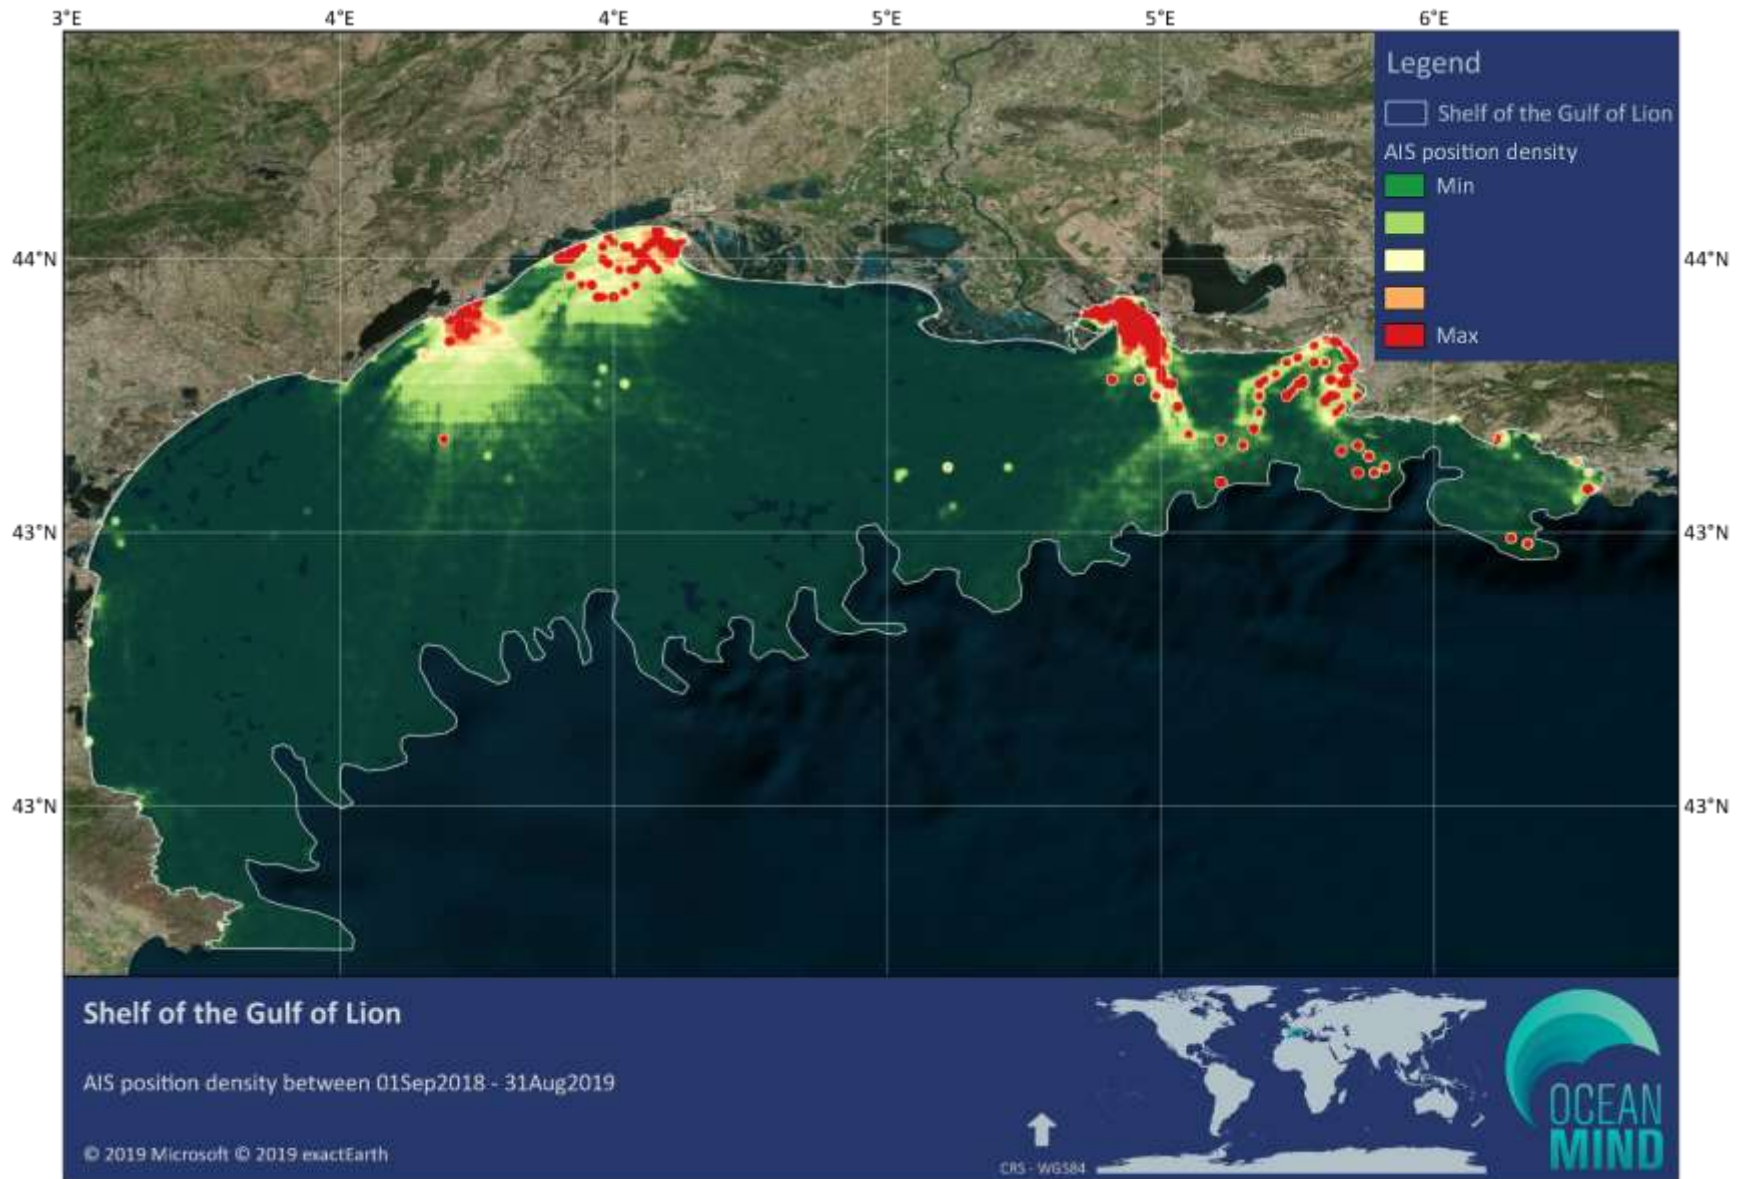 3°E 4°E 4°E 5°E 5°E 6°E
Legend
Shelf of the Gulf of Lion
AIS position density
Min
Max
44°N 44°N
43°N 43°N
43°N 43°N
Shelf of the Gulf of Lion
AIS position density between 01Sep2018 - 31Aug2019
© 2019 Microsoft © 2019 exactEarth
CRS - WGS84
OCEAN
MIND